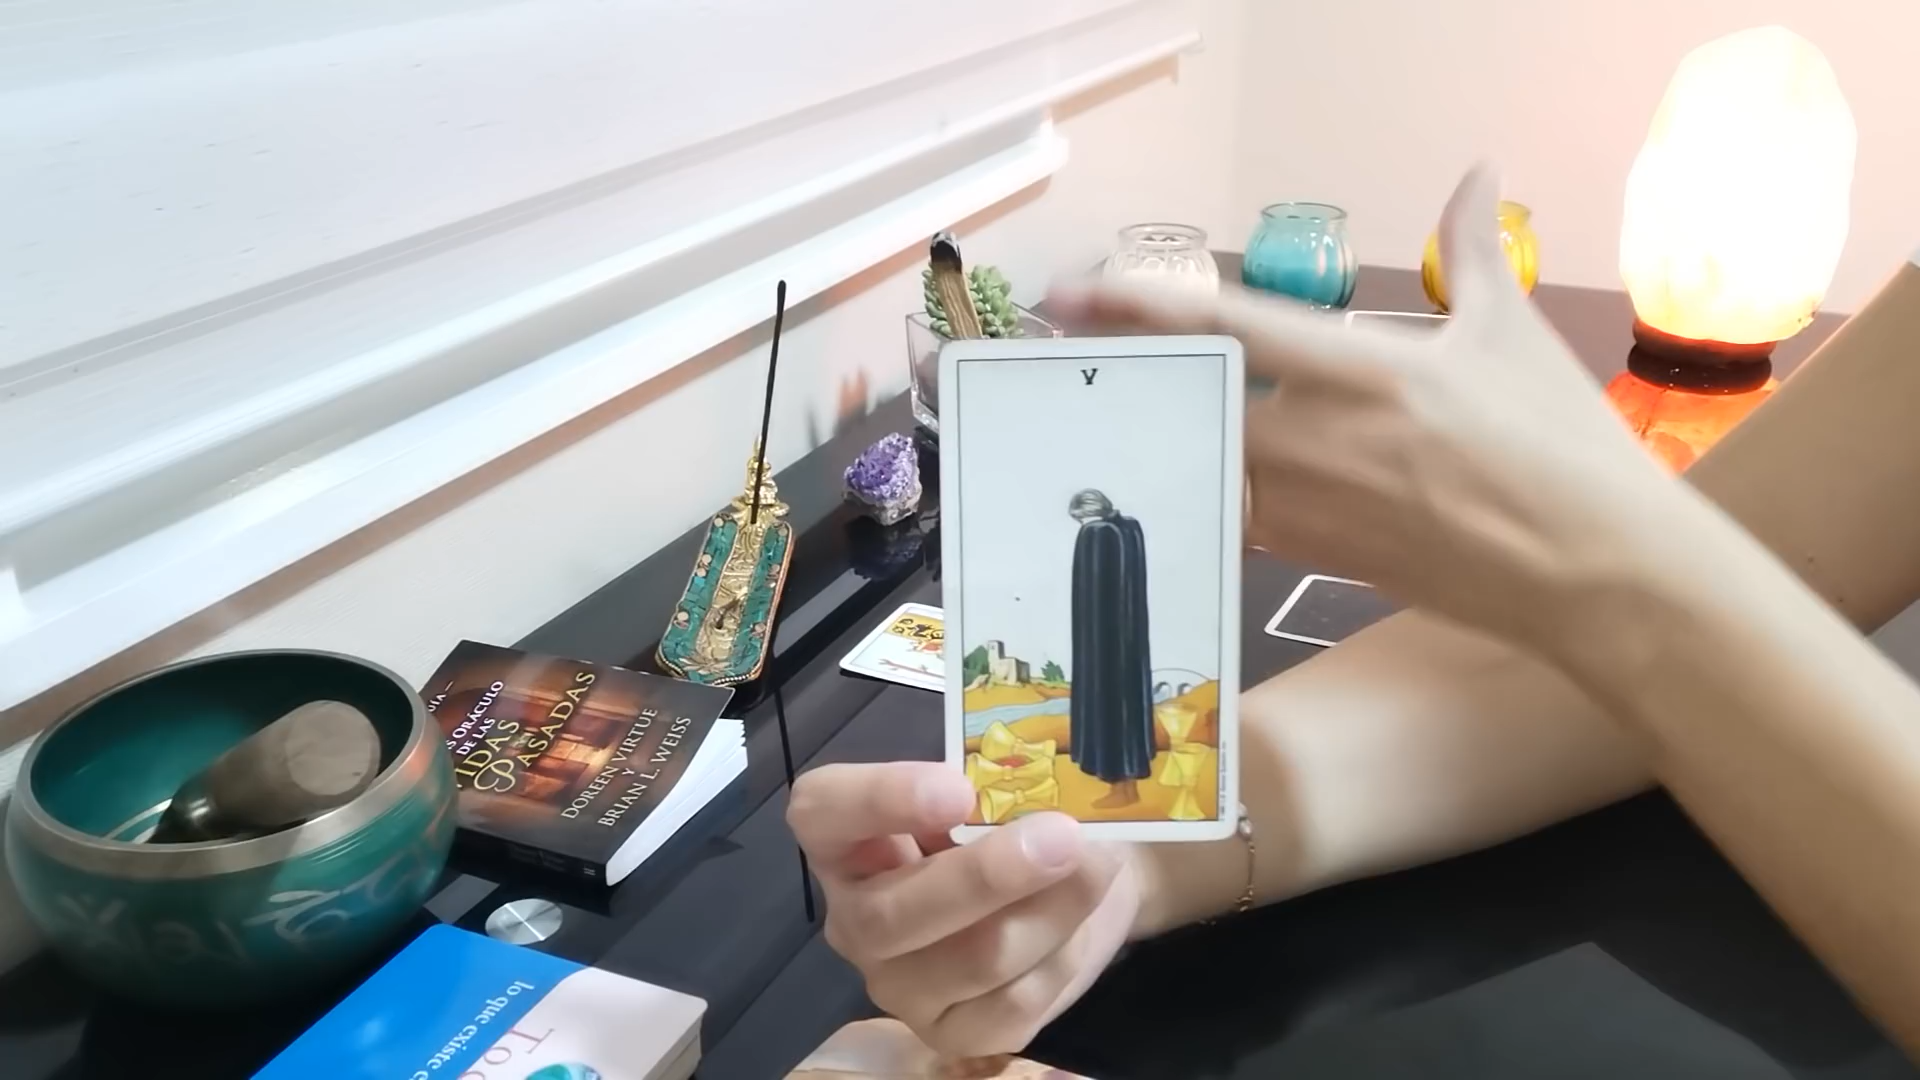 V
ORÁCULO
DE LAS
VIDAS
PASADAS
DOREEN VIRTUE
Y
BRIAN L. WEISS
lo que existe